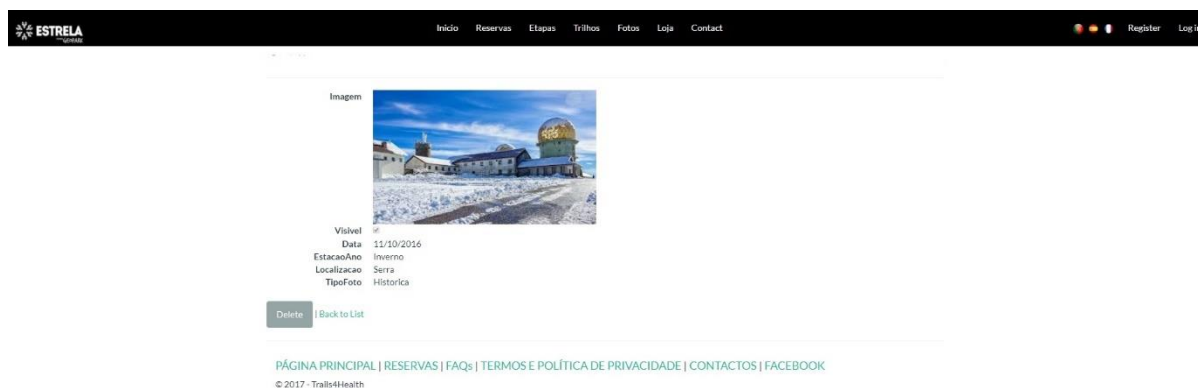 ESTRELA
Inicio Reservas Etapas Trilhos Fotos Loja Contact
Register Log in
Imagem
Visivel
Data 11/10/2016
EstacaoAno Inverno
Localizacao Serra
TipoFoto Historica
Delete | Back to List
PÁGINA PRINCIPAL | RESERVAS | FAQs | TERMOS E POLÍTICA DE PRIVACIDADE | CONTACTOS | FACEBOOK
© 2017 - Trails4Health